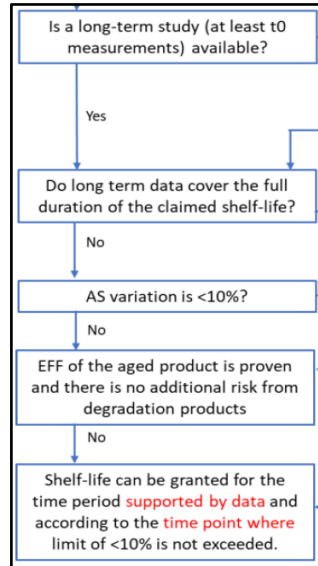 Is a long-term study (at least t0
measurements) available?
Yes
Do long term data cover the full
duration of the claimed shelf-life?
No
AS variation is <10%?
No
EFF of the aged product is proven
and there is no additional risk from
degradation products
No
Shelf-life can be granted for the
time period supported by data and
according to the time point where
limit of <10% is not exceeded.